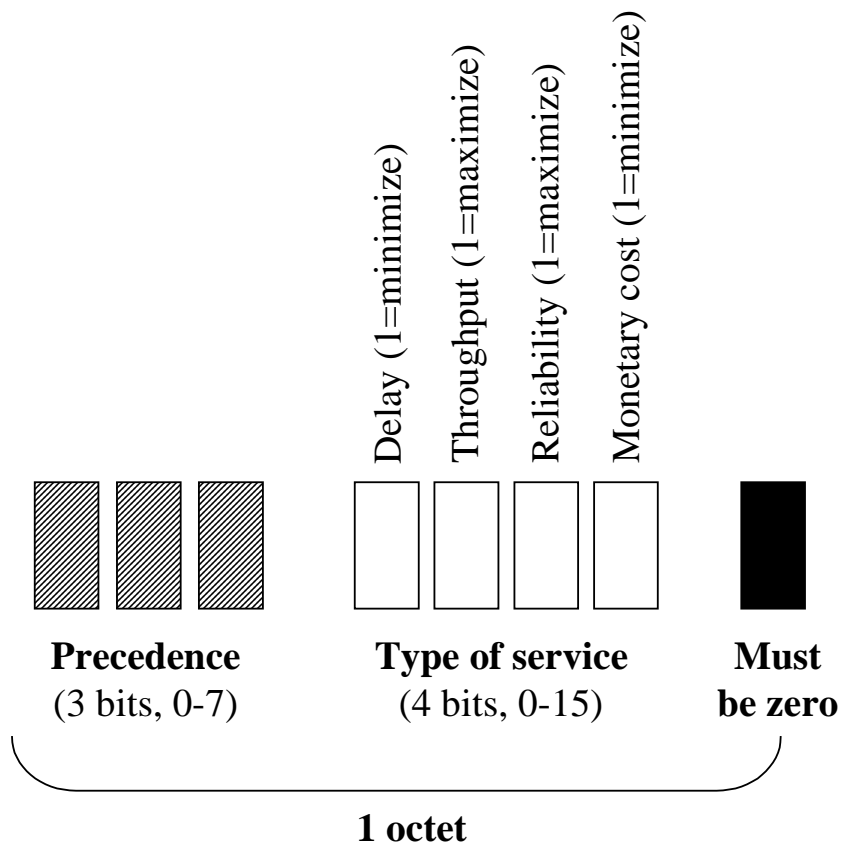 Delay (1=minimize)
Throughput (1=maximize)
Reliability (1=maximize)
Monetary cost (1=minimize)
Precedence
(3 bits, 0-7)
Type of service
(4 bits, 0-15)
Must
be zero
1 octet